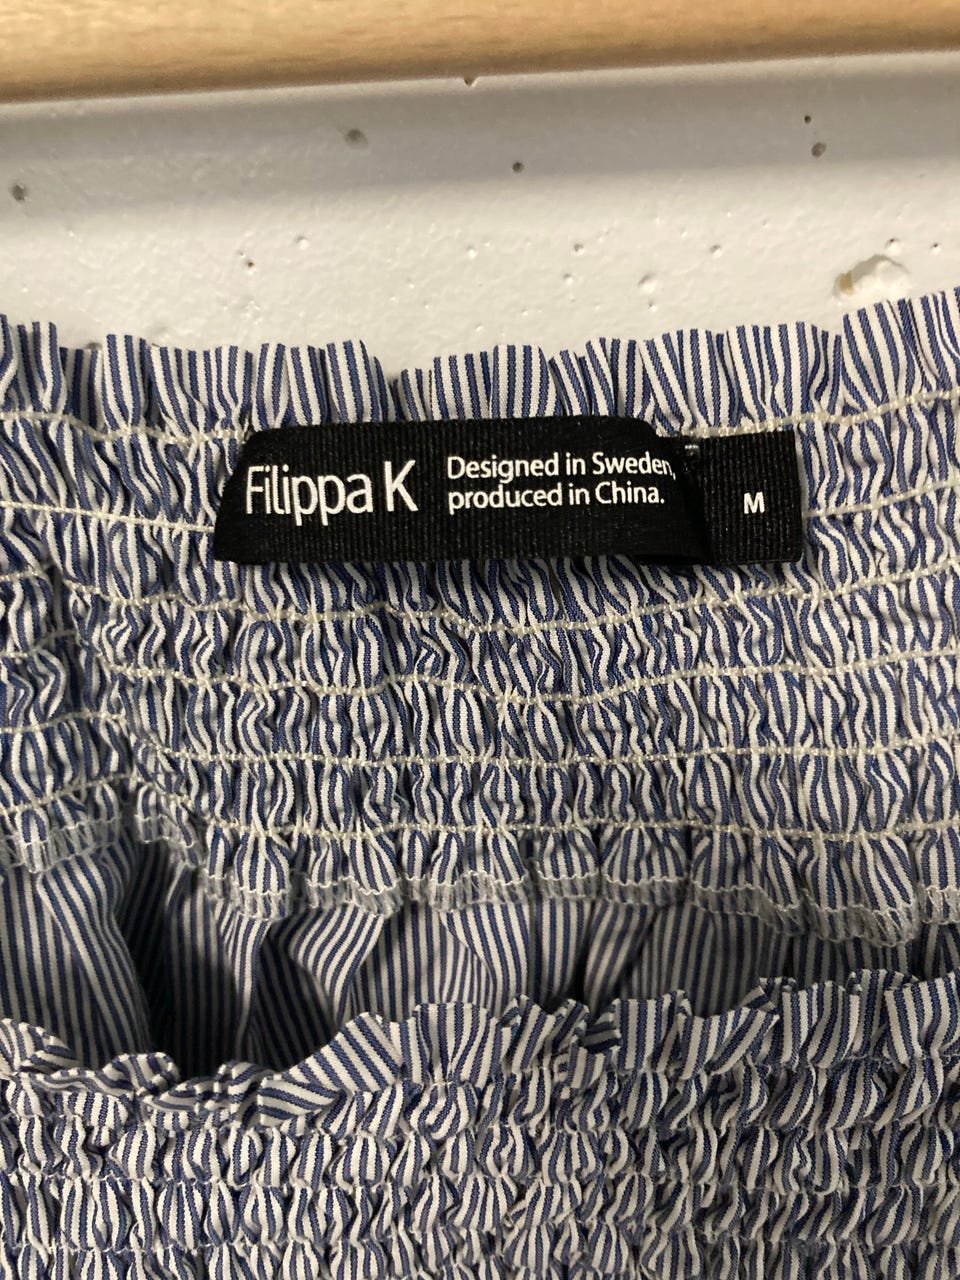 Filippa K
Designed in Sweden,
produced in China.
M